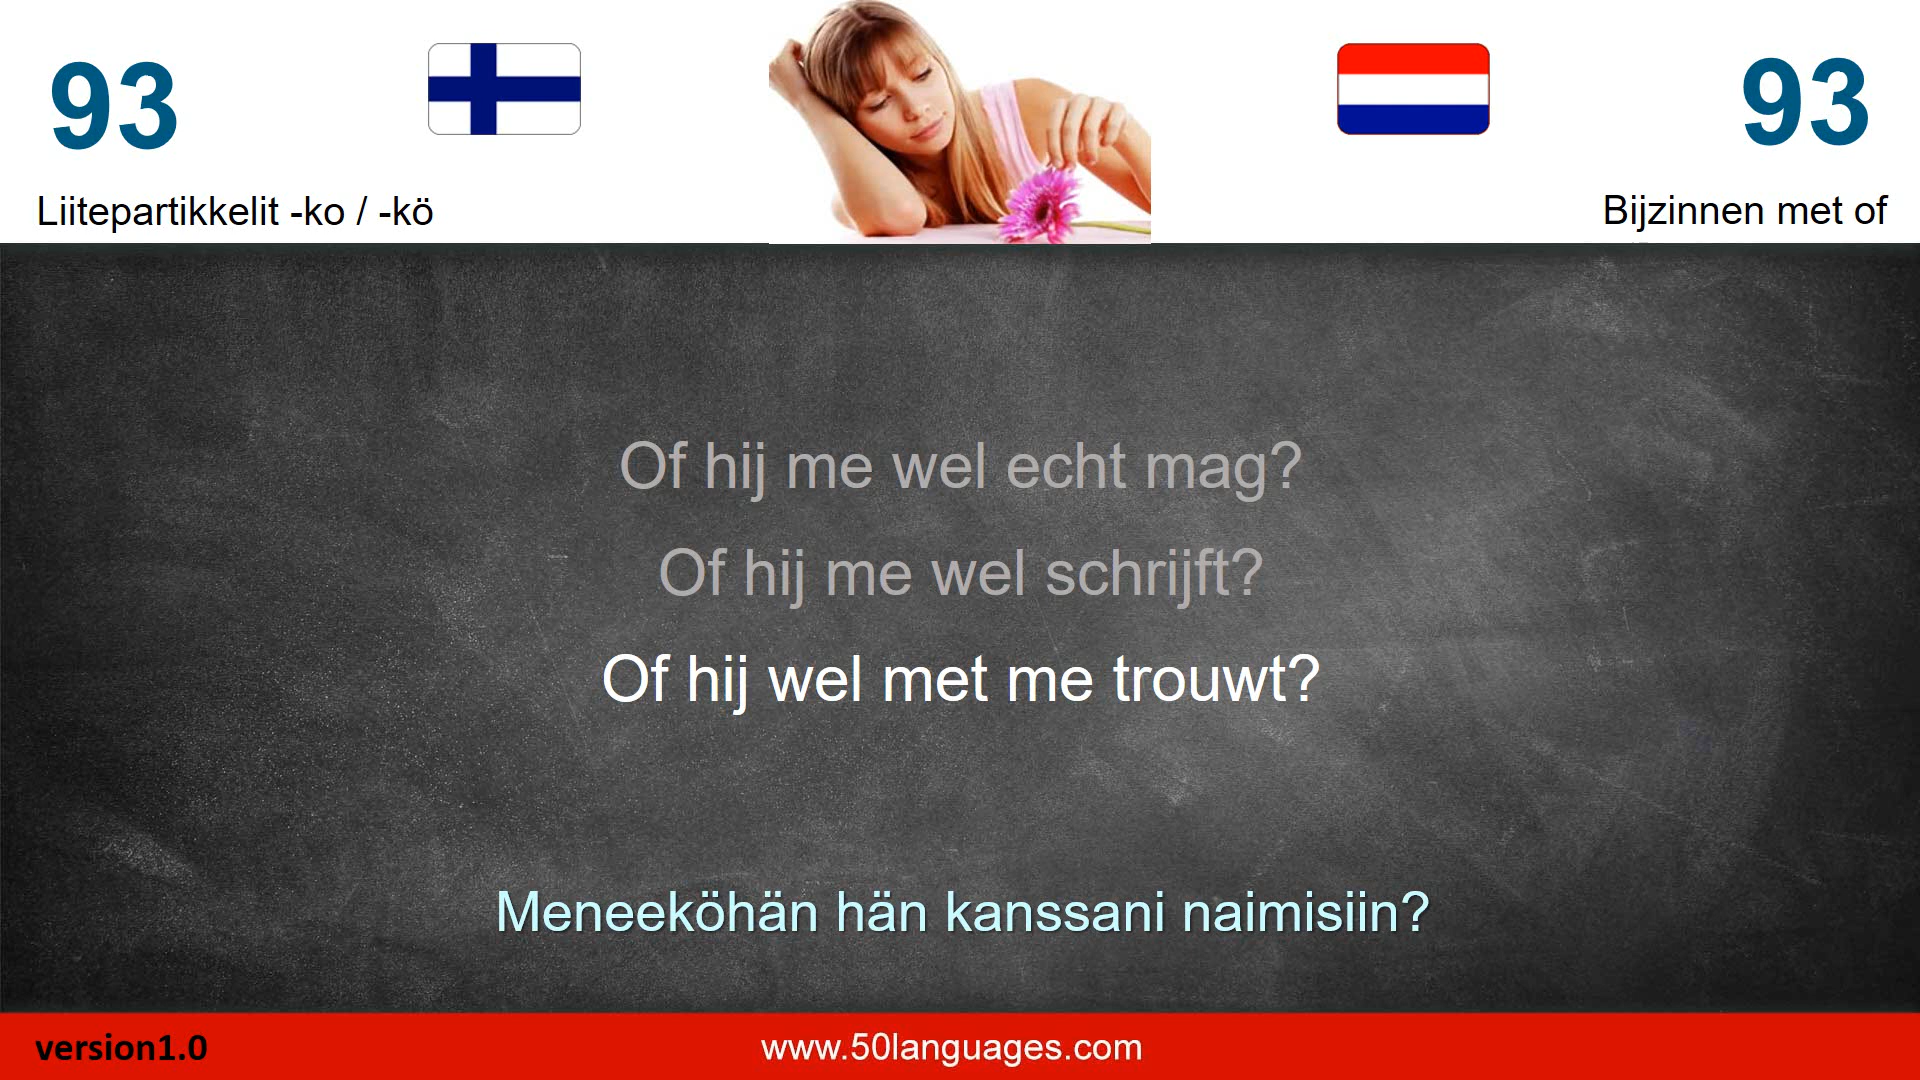 93
93
Liitepartikkelit -ko / -kö
Bijzinnen met of
Of hij me wel echt mag?
Of hij me wel schrijft?
Of hij wel met me trouwt?
Meneeköhän hän kanssani naimisiin?
version1.0
www.50languages.com